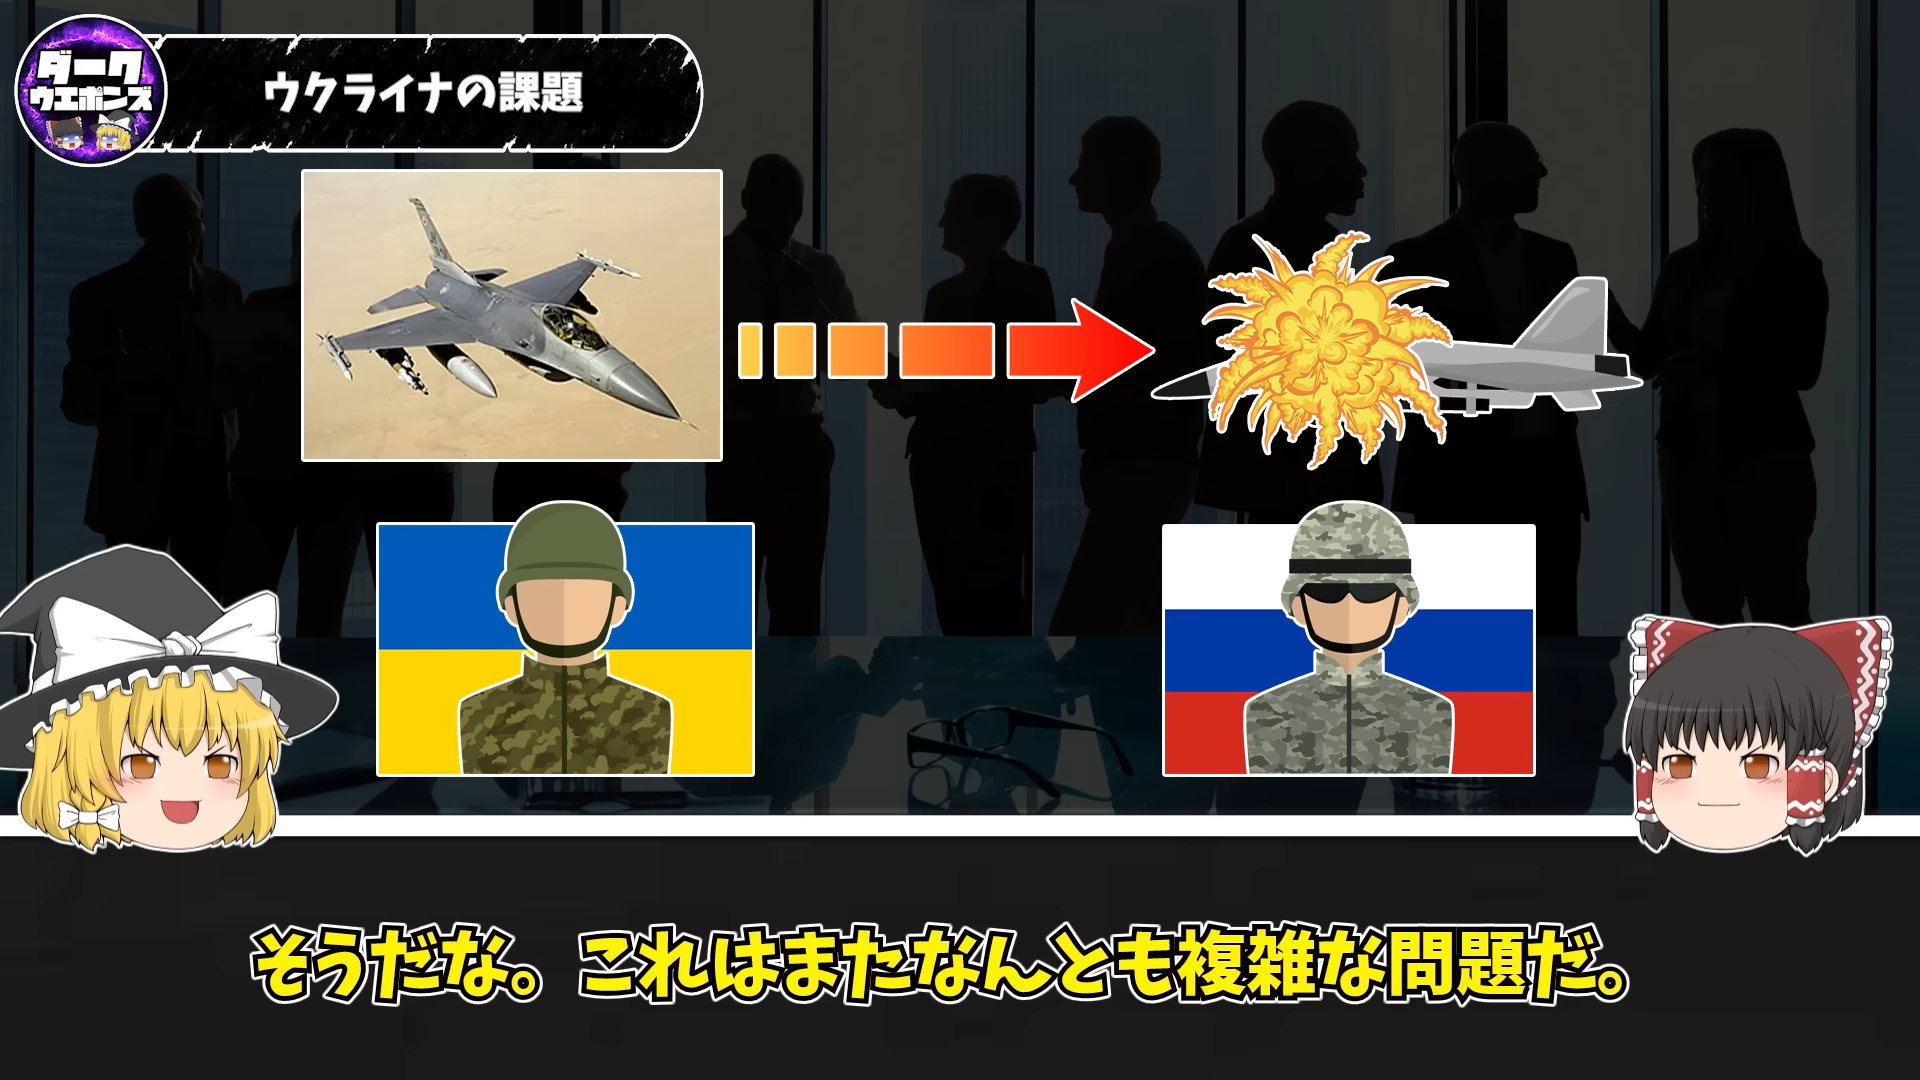 ダーク
ウエポンズ
ウクライナの課題
そうだな。これはまたなんとも複雑な問題だ。